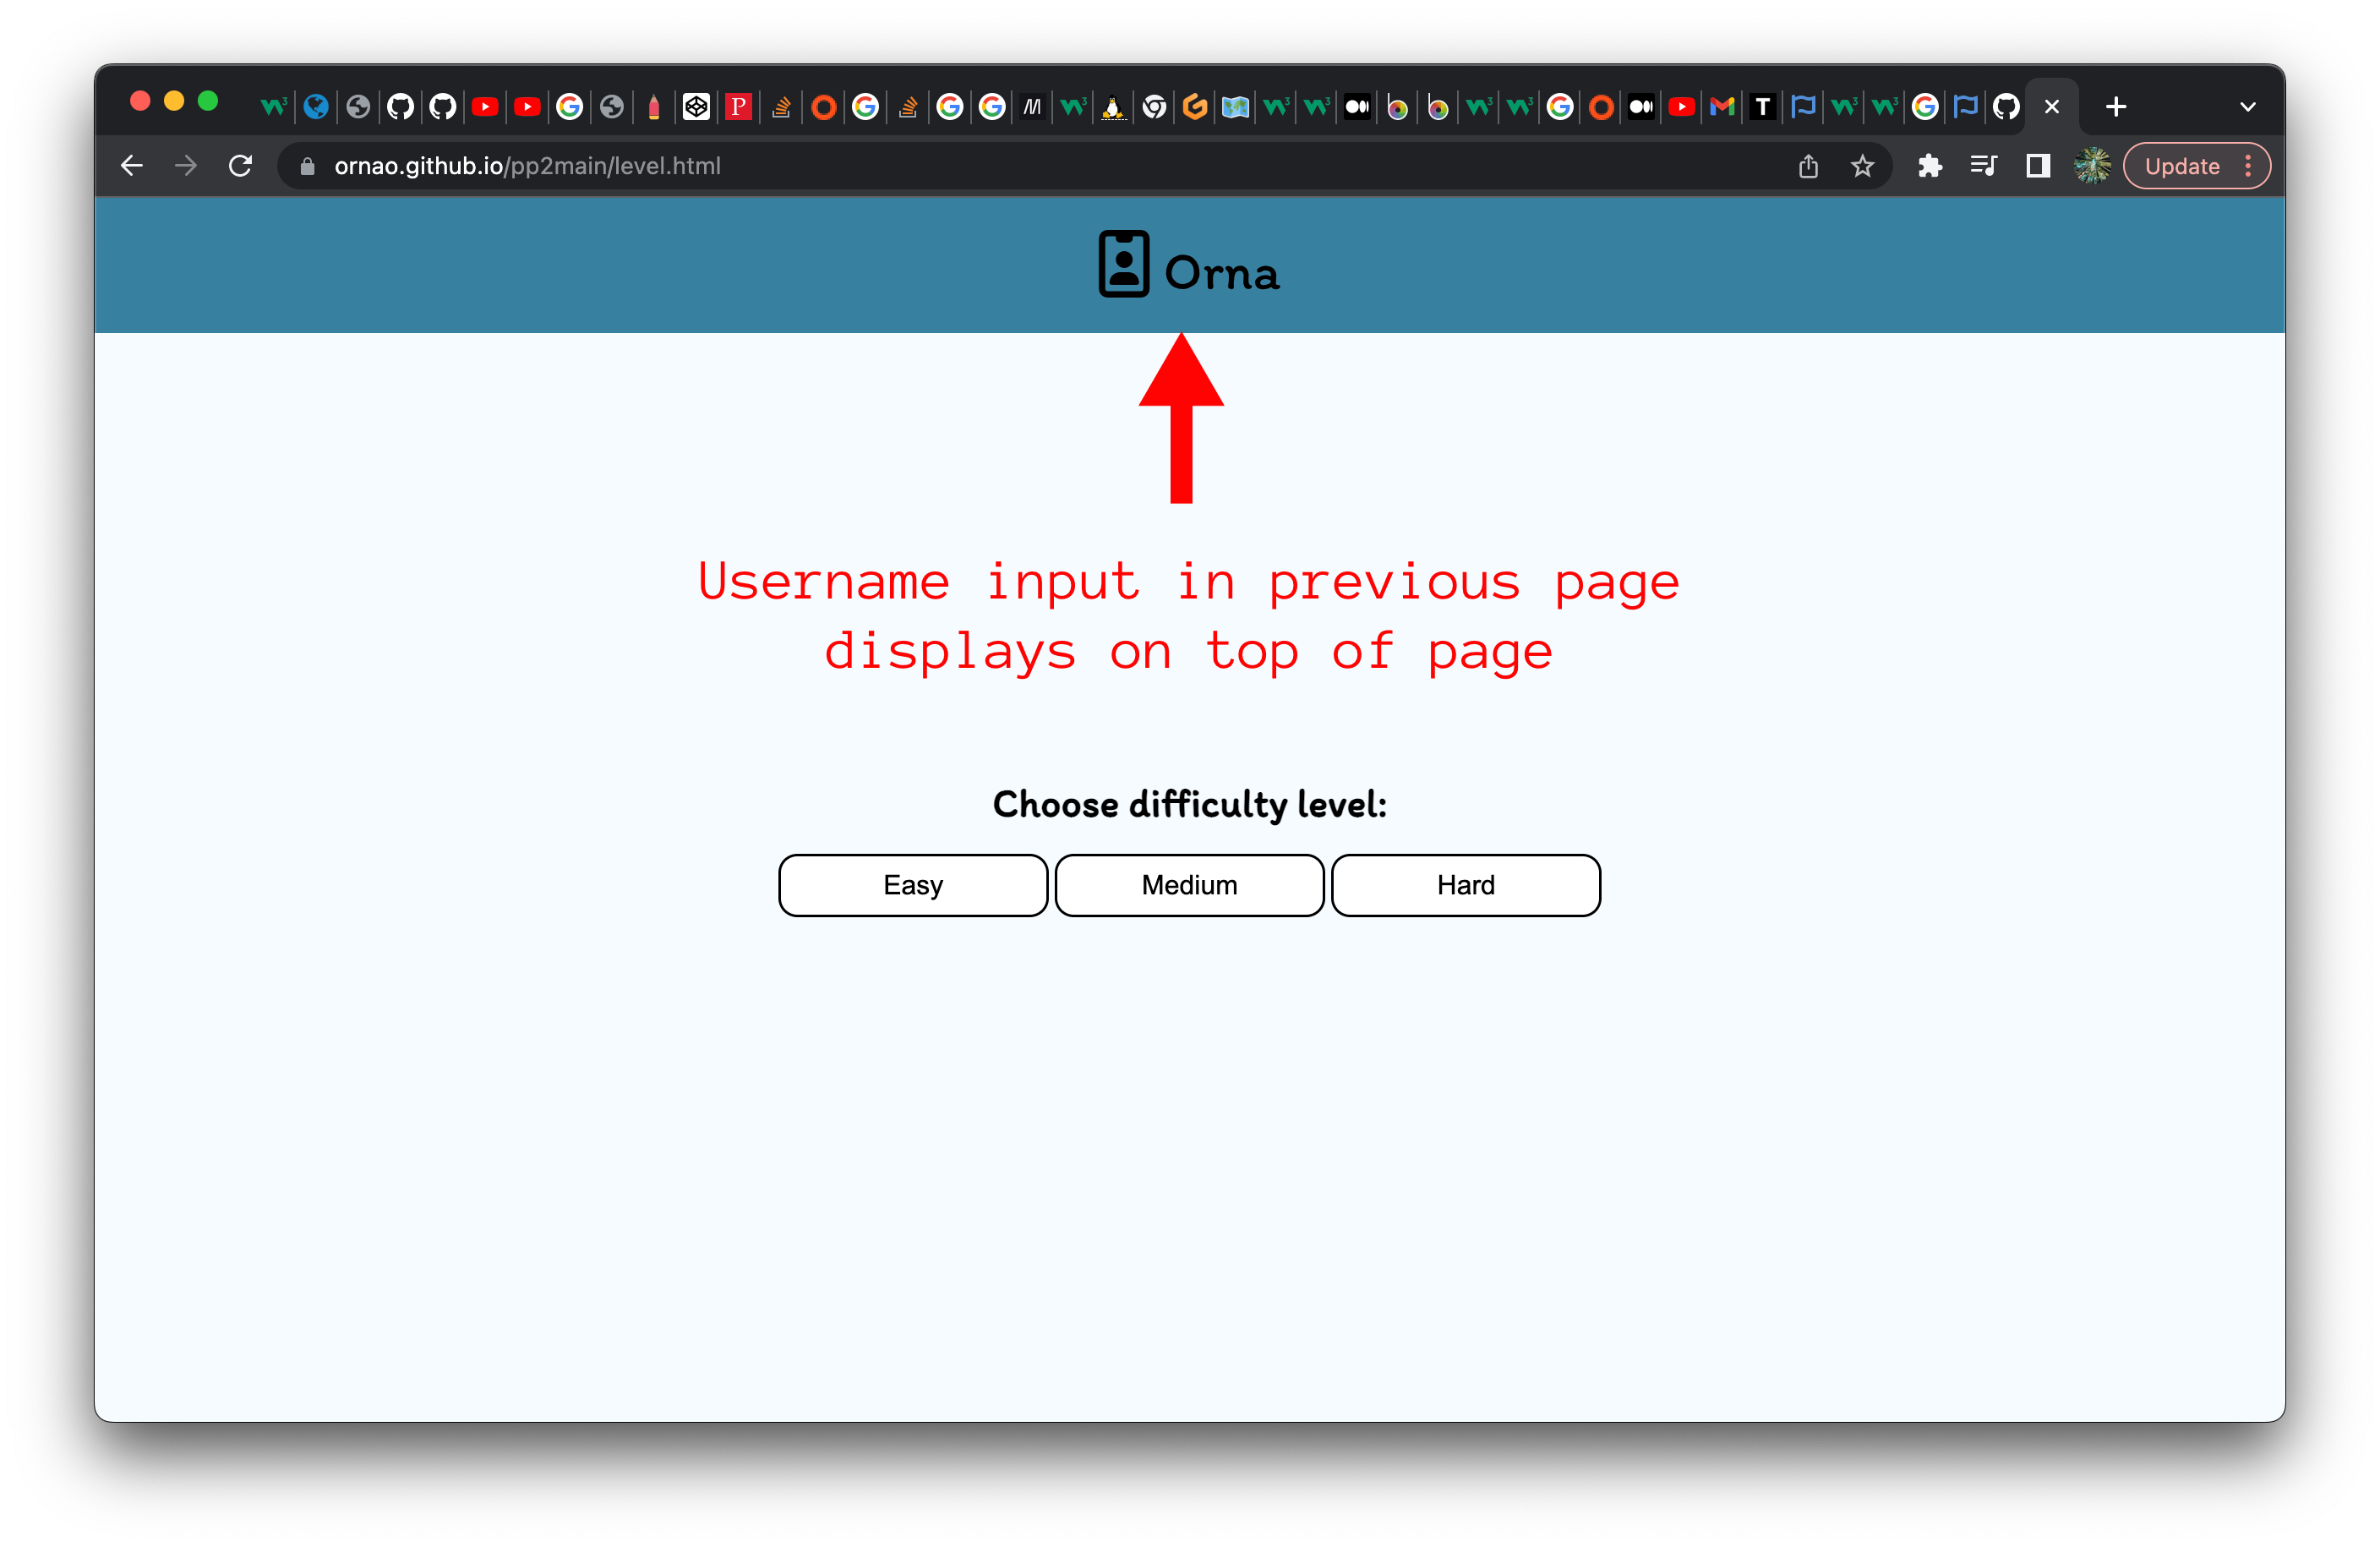 ornao.github.io/pp2main/level.html
Update
Orna
Username input in previous page
displays on top of page
Choose difficulty level:
Easy
Medium
Hard